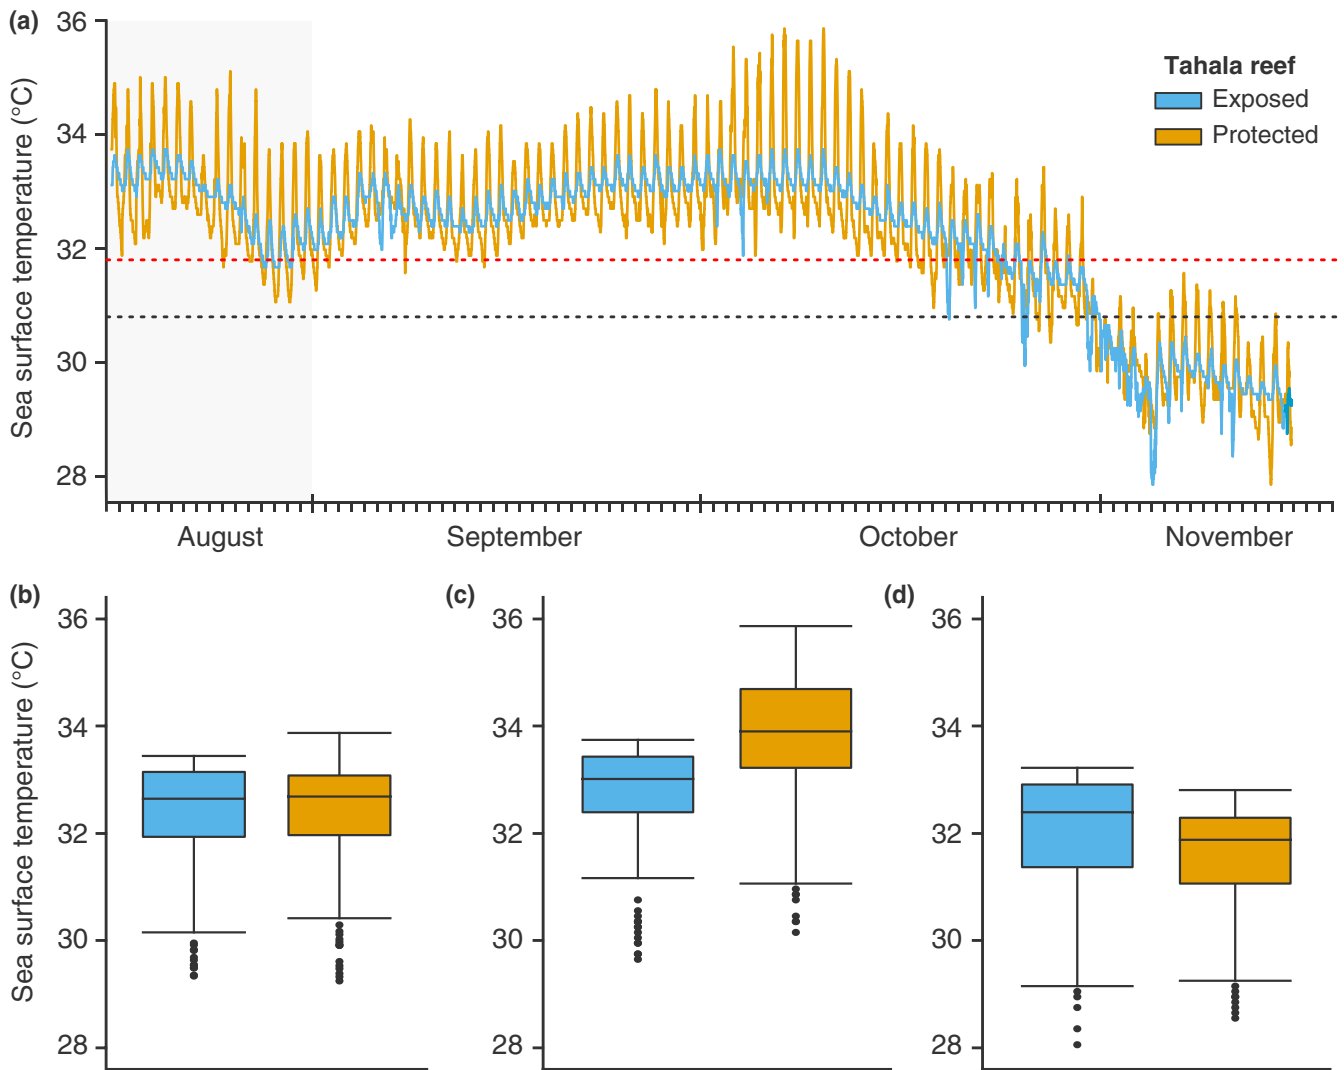 (a)
Sea surface temperature (°C)
36
34
32
30
28
Tahala reef
Exposed
Protected
August
September
October
November
(b)
Sea surface temperature (°C)
36
34
32
30
28
(c)
36
34
32
30
28
(d)
36
34
32
30
28